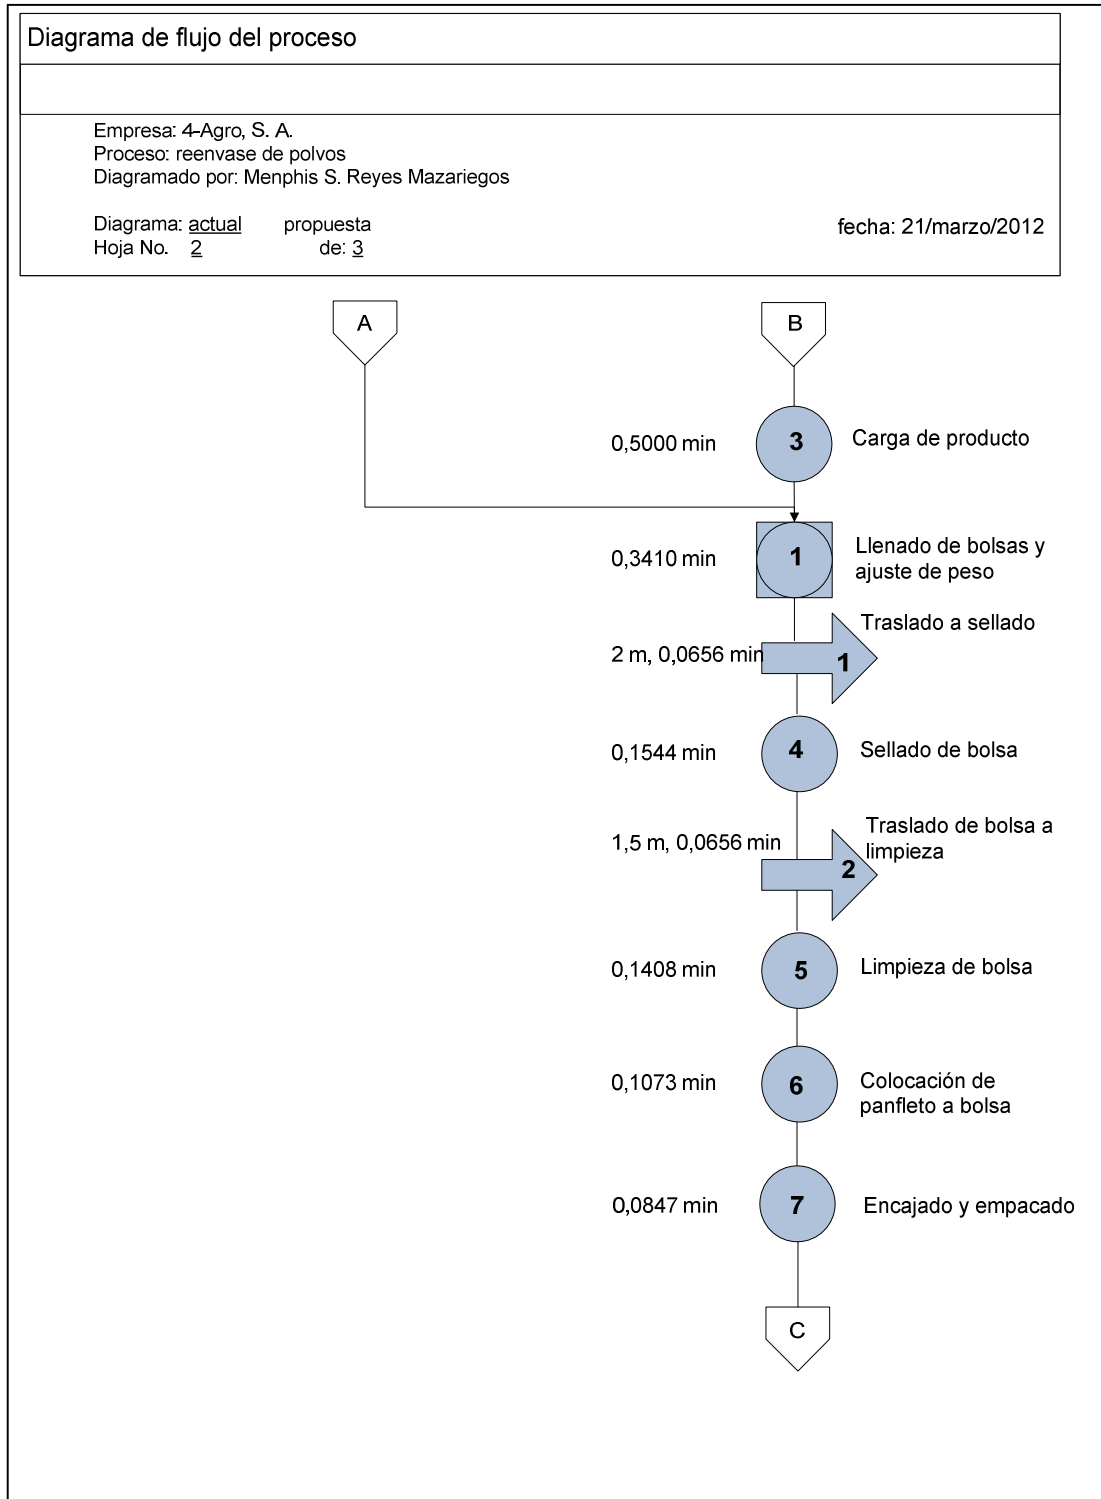 Diagrama de flujo del proceso
Empresa: 4-Agro, S. A.
Proceso: reenvase de polvos
Diagramado por: Menphis S. Reyes Mazariegos
Diagrama: actual propuesta fecha: 21/marzo/2012
Hoja No. 2 de: 3
A B
0,5000 min 3 Carga de producto
0,3410 min 1 Llenado de bolsas y
ajuste de peso
Traslado a sellado
2 m, 0,0656 min 1
0,1544 min 4 Sellado de bolsa
1,5 m, 0,0656 min Traslado de bolsa a
limpieza
2
0,1408 min 5 Limpieza de bolsa
0,1073 min 6 Colocación de
panfleto a bolsa
0,0847 min 7 Encajado y empacado
C